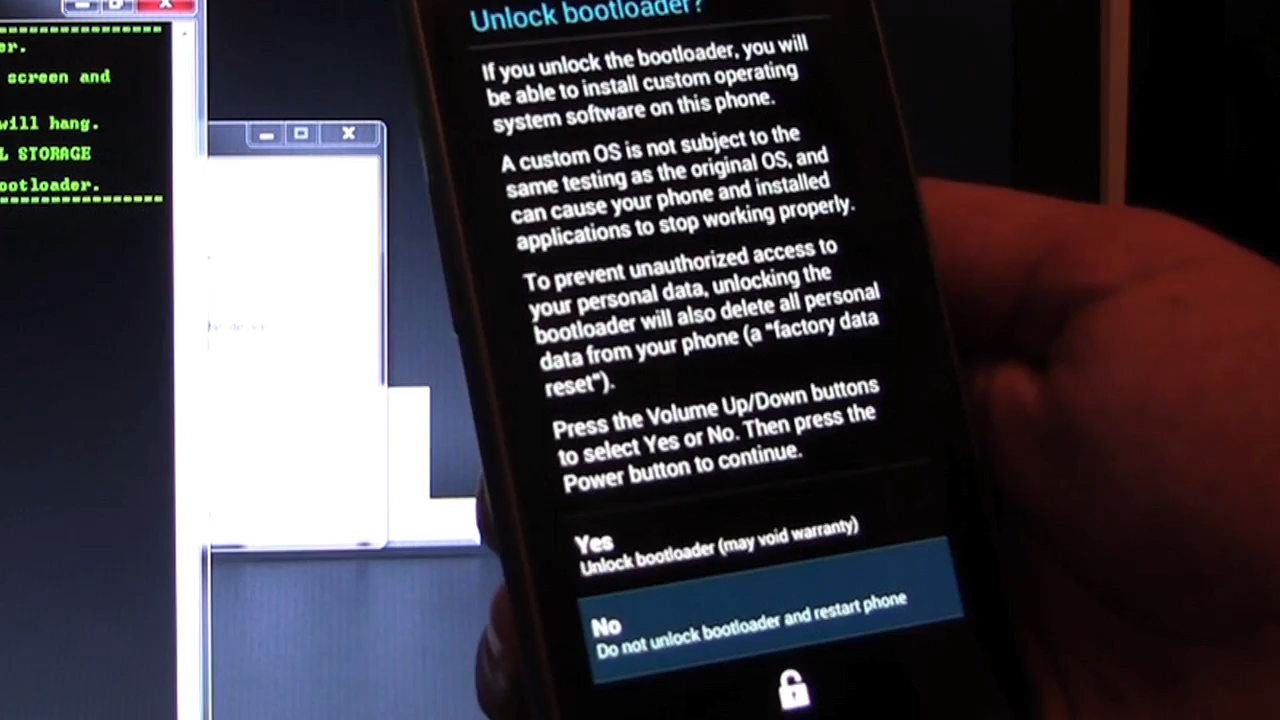 er.
screen and
will hang.
L STORAGE
ootloader.
Unlock bootloader?
If you unlock the bootloader, you will
be able to install custom operating
system software on this phone.
A custom OS is not subject to the
same testing as the original OS, and
can cause your phone and installed
applications to stop working properly.
To prevent unauthorized access to
your personal data, unlocking the
bootloader will also delete all personal
data from your phone (a "factory data
reset").
Press the Volume Up/Down buttons
to select Yes or No. Then press the
Power button to continue.
Yes
Unlock bootloader (may void warranty)
No
Do not unlock bootloader and restart phone